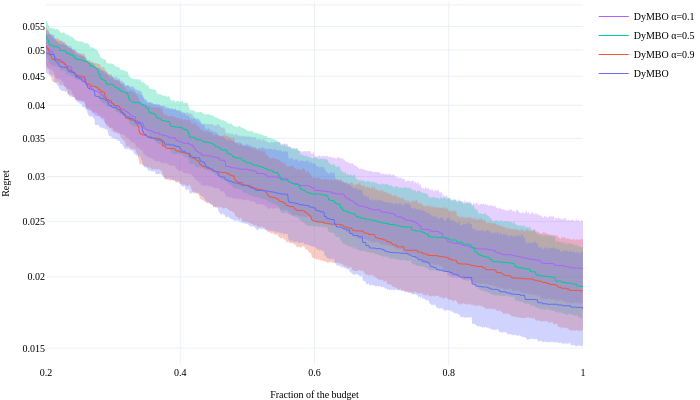 DyMBO α=0.1
DyMBO α=0.5
DyMBO α=0.9
DyMBO
0.055
0.05
0.045
0.04
0.035
0.03
0.025
0.02
0.015
Regret
0.2 0.4 0.6 0.8 1
Fraction of the budget